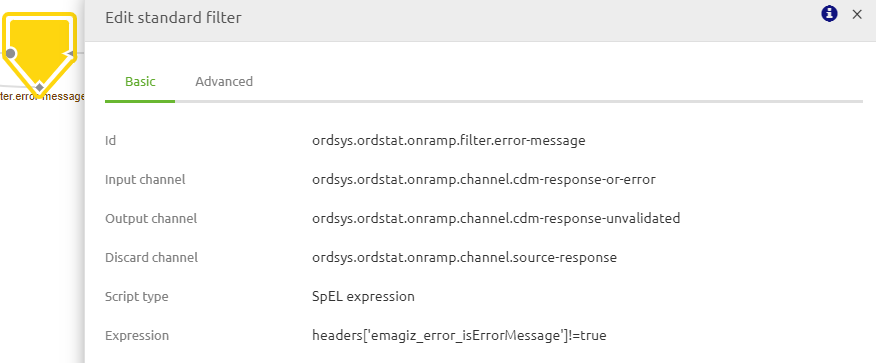 Edit standard filter
Basic Advanced
ter.error-message
Id ordsys.ordstat.onramp.filter.error-message
Input channel ordsys.ordstat.onramp.channel.cdm-response-or-error
Output channel ordsys.ordstat.onramp.channel.cdm-response-unvalidated
Discard channel ordsys.ordstat.onramp.channel.source-response
Script type SpEL expression
Expression headers['emagiz_error_isErrorMessage']!=true